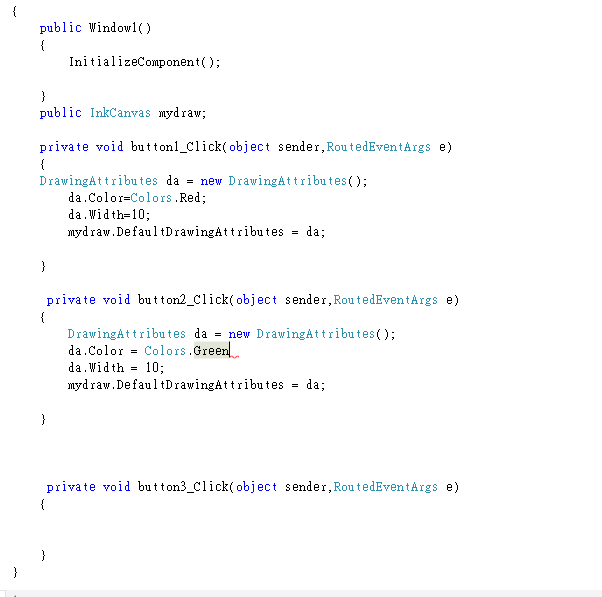 {
public Window1()
{
InitializeComponent();
}
public InkCanvas mydraw;
private void button1_Click(object sender,RoutedEventArgs e)
{
DrawingAttributes da = new DrawingAttributes();
da.Color=Colors.Red;
da.Width=10;
mydraw.DefaultDrawingAttributes = da;
}
private void button2_Click(object sender,RoutedEventArgs e)
{
DrawingAttributes da = new DrawingAttributes();
da.Color = Colors.Green
da.Width = 10;
mydraw.DefaultDrawingAttributes = da;
}
private void button3_Click(object sender,RoutedEventArgs e)
{
}
}